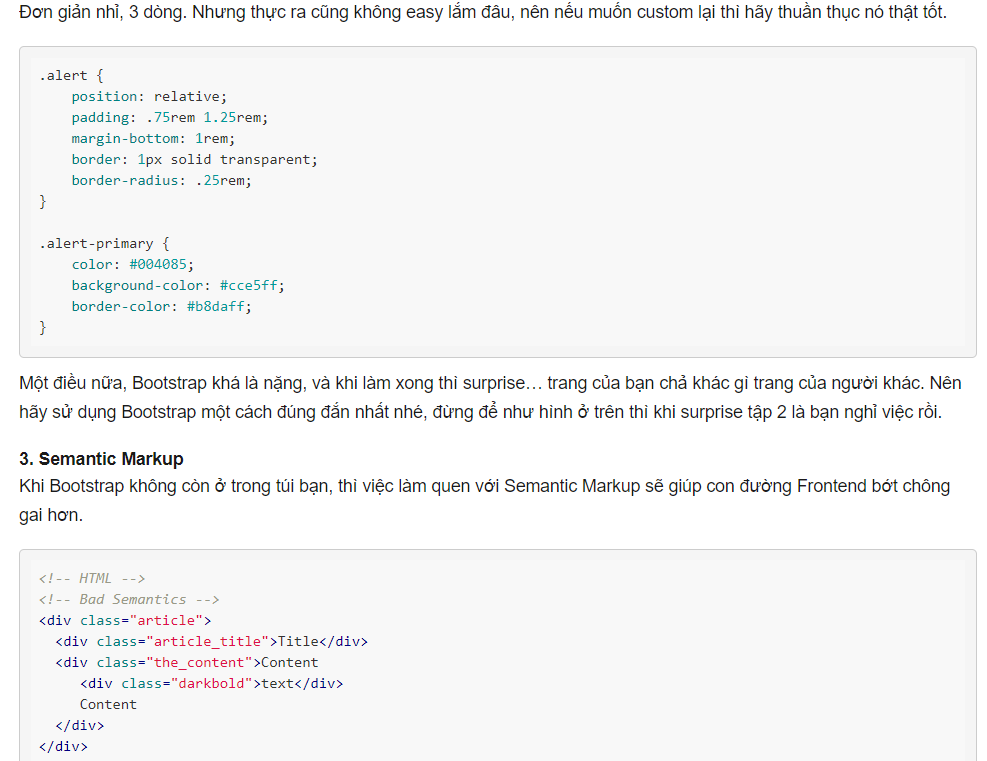 Đơn giản nhỉ, 3 dòng. Nhưng thực ra cũng không easy lắm đâu, nên nếu muốn custom lại thì hãy thuần thục nó thật tốt.
.alert {
    position: relative;
    padding: .75rem 1.25rem;
    margin-bottom: 1rem;
    border: 1px solid transparent;
    border-radius: .25rem;
}
.alert-primary {
    color: #004085;
    background-color: #cce5ff;
    border-color: #b8daff;
}
Một điều nữa, Bootstrap khá là nặng, và khi làm xong thì surprise… trang của bạn chả khác gì trang của người khác. Nên
hãy sử dụng Bootstrap một cách đúng đắn nhất nhé, đừng để như hình ở trên thì khi surprise tập 2 là bạn nghỉ việc rồi.
3. Semantic Markup
Khi Bootstrap không còn ở trong túi bạn, thì việc làm quen với Semantic Markup sẽ giúp con đường Frontend bớt chông
gai hơn.
<!-- HTML -->
<!-- Bad Semantics -->
<div class="article">
  <div class="article_title">Title</div>
  <div class="the_content">Content
     <div class="darkbold">text</div>
     Content
  </div>
</div>